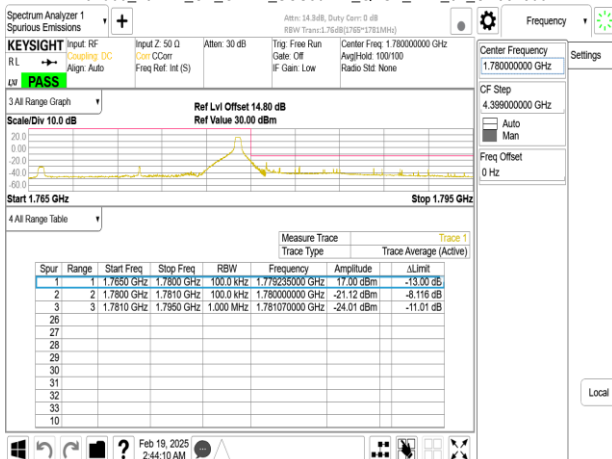 Spectrum Analyzer 1
Spurious Emissions
Attn: 14.8dB, Duty Corr: 0 dB
RBW Trans:1.76dB(1765~1781MHz)
Frequency
KEYSIGHT
RL
PASS
Input: RF
Coupling: DC
Align: Auto
Input Z: 50 Ω
Corr CCorr
Freq Ref: Int (S)
Atten: 30 dB
Trig: Free Run
Gate: Off
IF Gain: Low
Center Freq: 1.780000000 GHz
Avg|Hold: 100/100
Radio Std: None
Center Frequency
1.780000000 GHz
Settings
CF Step
4.399000000 GHz
Auto
Man
Freq Offset
0 Hz
3 All Range Graph
Scale/Div 10.0 dB
Ref Lvl Offset 14.80 dB
Ref Value 30.00 dBm
20.0
0.00
-20.0
-40.0
-60.0
Start 1.765 GHz
Stop 1.795 GHz
4 All Range Table
Measure Trace Trace 1
Trace Type Trace Average (Active)
Spur Range Start Freq Stop Freq RBW Frequency Amplitude ΔLimit
1 1 1.7650 GHz 1.7800 GHz 100.0 kHz 1.779235000 GHz 17.00 dBm -13.00 dB
2 2 1.7800 GHz 1.7810 GHz 100.0 kHz 1.780000000 GHz -21.12 dBm -8.116 dB
3 3 1.7810 GHz 1.7950 GHz 1.000 MHz 1.781070000 GHz -24.01 dBm -11.01 dB
26
27
28
29
30
31
32
33
10
Local
?
Feb 19, 2025
2:44:10 AM